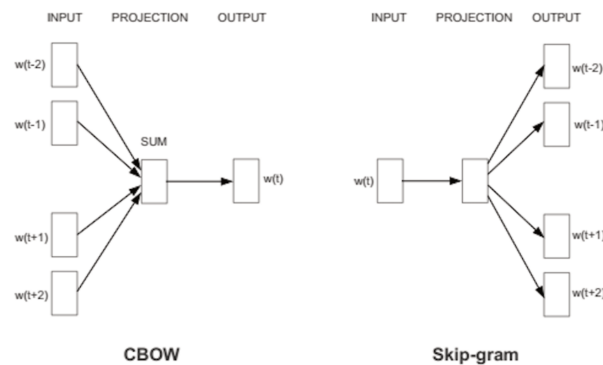 INPUT PROJECTION OUTPUT
w(t-2)
w(t-1)
SUM
w(t)
w(t+1)
w(t+2)
CBOW
INPUT PROJECTION OUTPUT
w(t-2)
w(t-1)
w(t)
w(t+1)
w(t+2)
Skip-gram